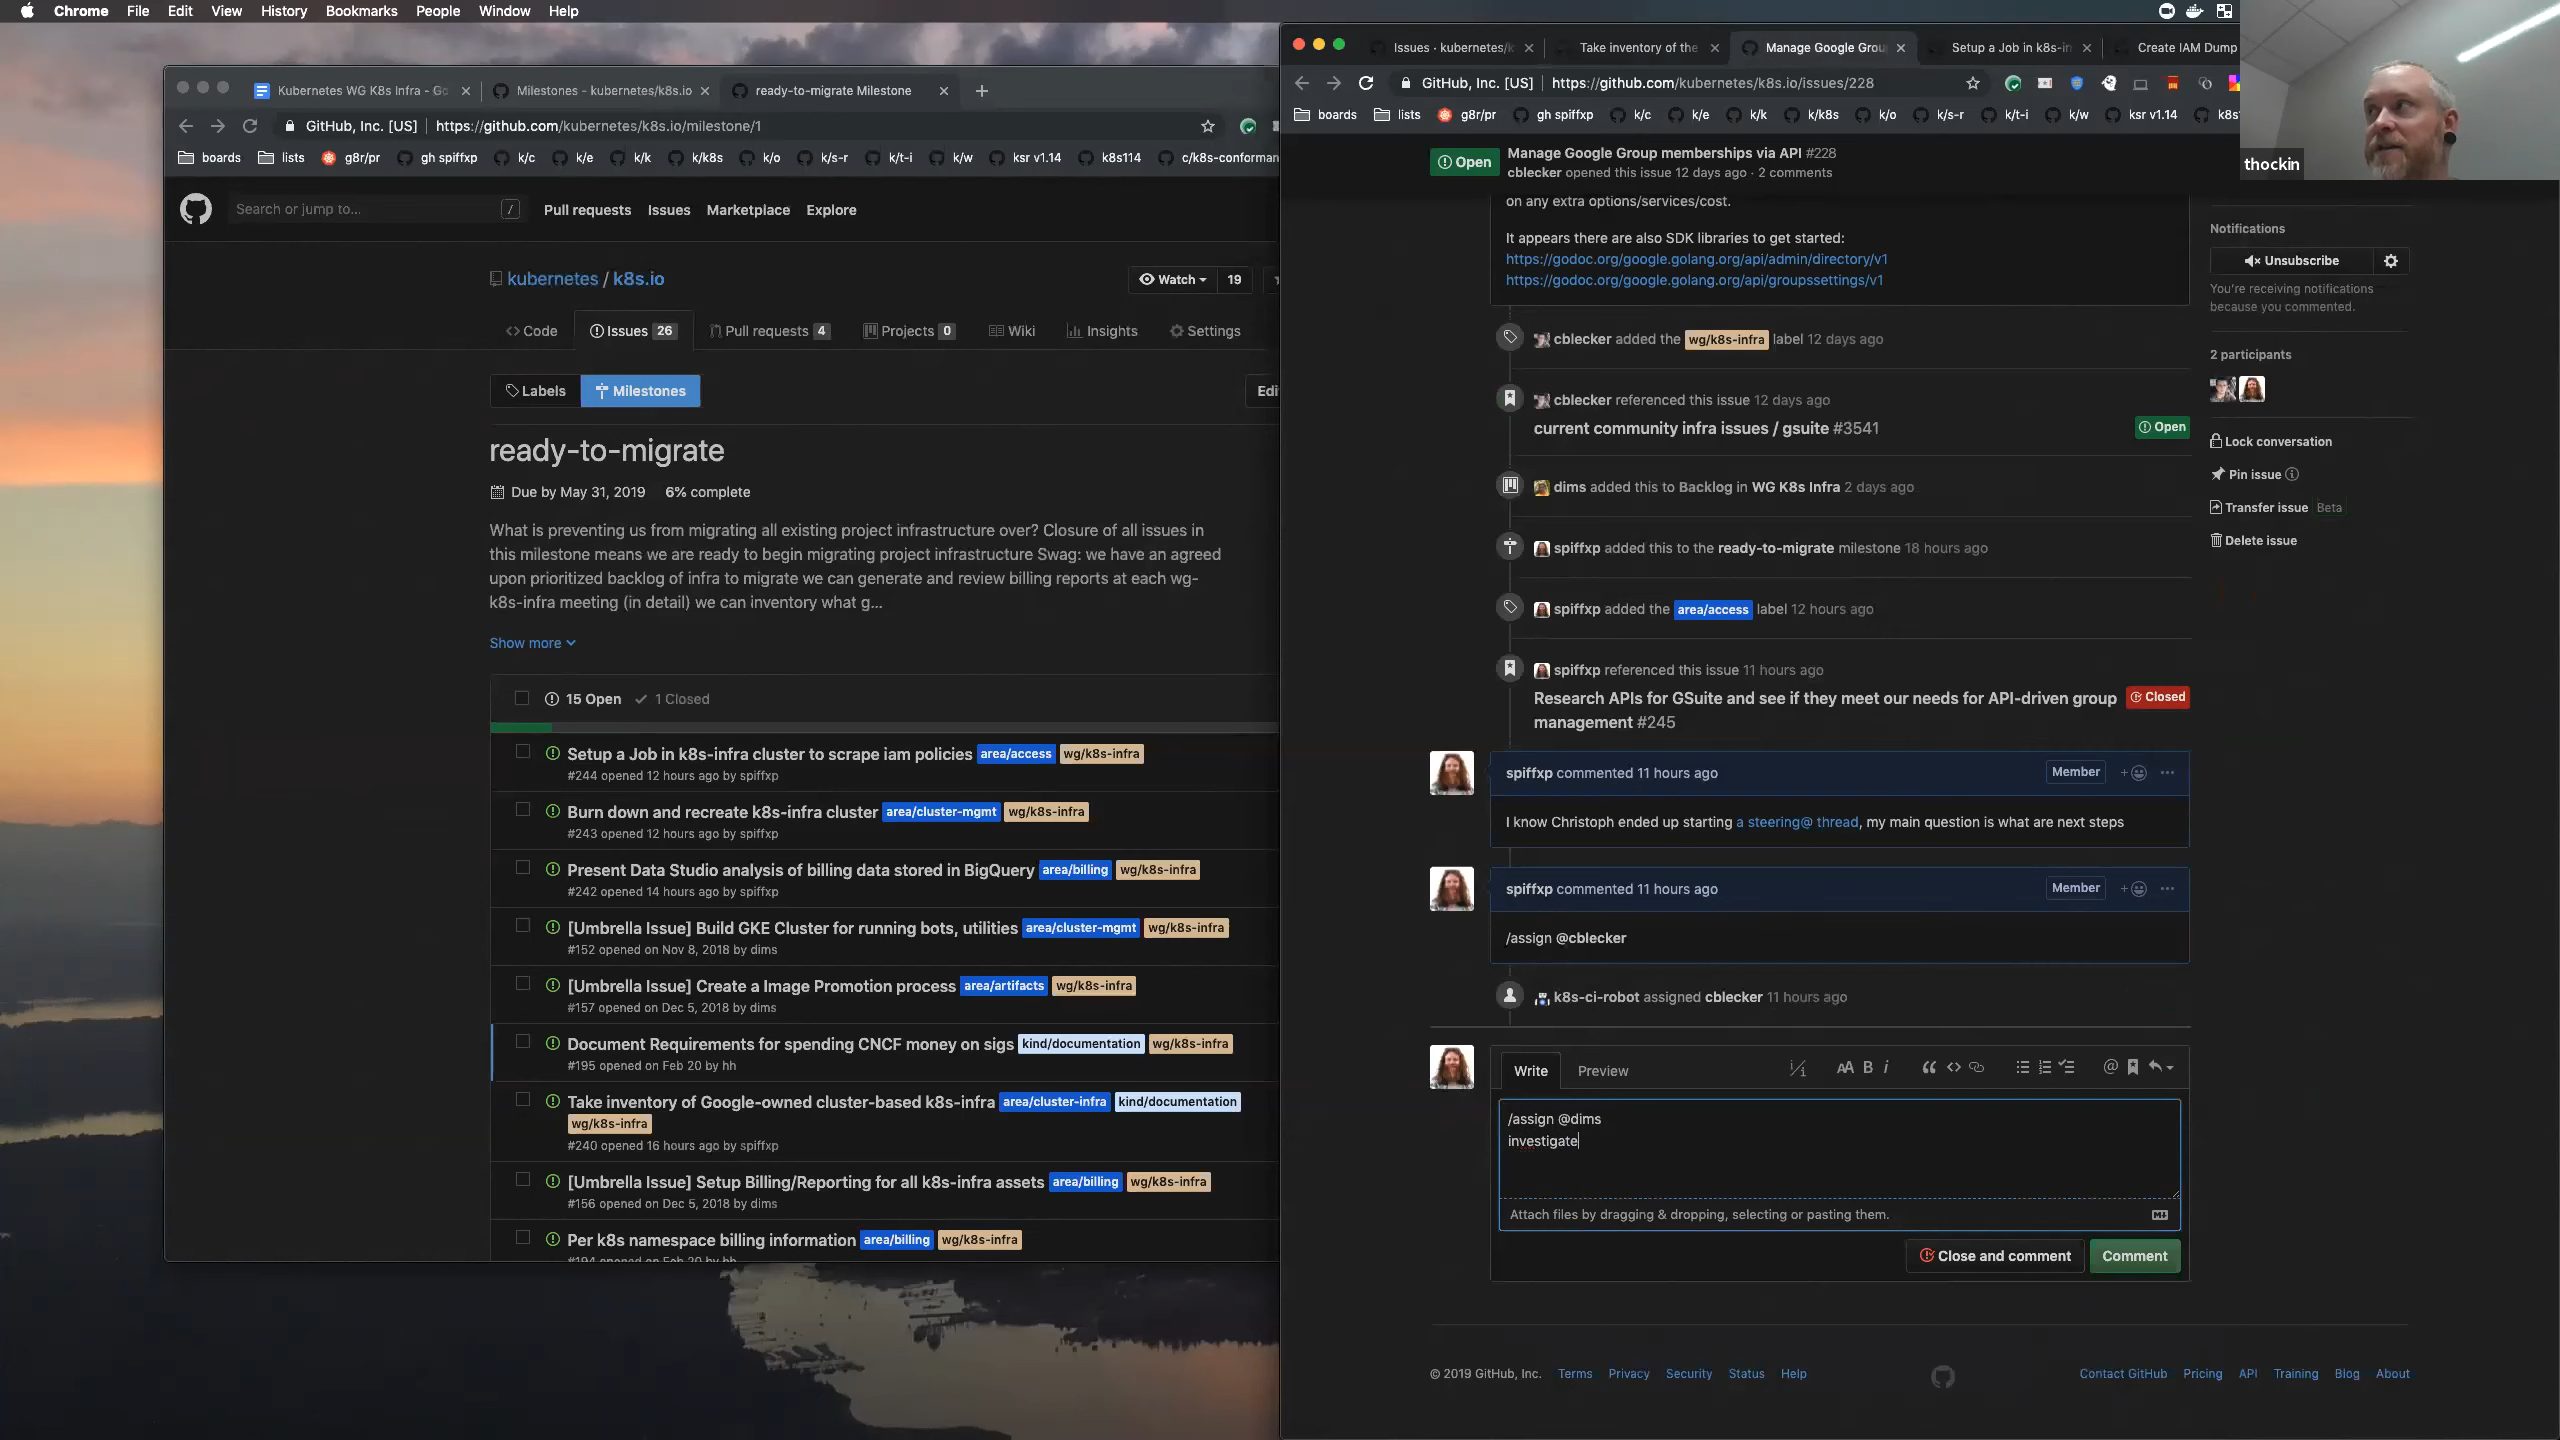 Chrome File Edit View History Bookmarks People Window Help
Kubernetes WG K8s Infra - Go
Milestones - kubernetes/k8s.io
ready-to-migrate Milestone
GitHub, Inc. [US] | https://github.com/kubernetes/k8s.io/milestone/1
boards lists g8r/pr gh spiffxp k/c k/e k/k k/k8s k/o k/s-r k/t-i k/w ksr v1.14 k8s114 c/k8s-conforman
Search or jump to... /
Pull requests Issues Marketplace Explore
kubernetes / k8s.io
Watch 19
Code Issues 26 Pull requests 4 Projects 0 Wiki Insights Settings
Labels Milestones
Edi
ready-to-migrate
Due by May 31, 2019 6% complete
What is preventing us from migrating all existing project infrastructure over? Closure of all issues in
this milestone means we are ready to begin migrating project infrastructure Swag: we have an agreed
upon prioritized backlog of infra to migrate we can generate and review billing reports at each wg-
k8s-infra meeting (in detail) we can inventory what g...
Show more
15 Open 1 Closed
Setup a Job in k8s-infra cluster to scrape iam policies area/access wg/k8s-infra
#244 opened 12 hours ago by spiffxp
Burn down and recreate k8s-infra cluster area/cluster-mgmt wg/k8s-infra
#243 opened 12 hours ago by spiffxp
Present Data Studio analysis of billing data stored in BigQuery area/billing wg/k8s-infra
#242 opened 14 hours ago by spiffxp
[Umbrella Issue] Build GKE Cluster for running bots, utilities area/cluster-mgmt wg/k8s-infra
#152 opened on Nov 8, 2018 by dims
[Umbrella Issue] Create a Image Promotion process area/artifacts wg/k8s-infra
#157 opened on Dec 5, 2018 by dims
Document Requirements for spending CNCF money on sigs kind/documentation wg/k8s-infra
#195 opened on Feb 20 by hh
Take inventory of Google-owned cluster-based k8s-infra area/cluster-infra kind/documentation
wg/k8s-infra
#240 opened 16 hours ago by spiffxp
[Umbrella Issue] Setup Billing/Reporting for all k8s-infra assets area/billing wg/k8s-infra
#156 opened on Dec 5, 2018 by dims
Per k8s namespace billing information area/billing wg/k8s-infra
#194 opened on Feb 20 by hh
Issues · kubernetes/k
Take inventory of the
Manage Google Grou
Setup a Job in k8s-in
Create IAM Dump
GitHub, Inc. [US] | https://github.com/kubernetes/k8s.io/issues/228
boards lists g8r/pr gh spiffxp k/c k/e k/k k/k8s k/o k/s-r k/t-i k/w ksr v1.14 k8s
thockin
Open
Manage Google Group memberships via API #228
cblecker opened this issue 12 days ago · 2 comments
on any extra options/services/cost.
It appears there are also SDK libraries to get started:
https://godoc.org/google.golang.org/api/admin/directory/v1
https://godoc.org/google.golang.org/api/groupssettings/v1
cblecker added the wg/k8s-infra label 12 days ago
cblecker referenced this issue 12 days ago
current community infra issues / gsuite #3541
Open
dims added this to Backlog in WG K8s Infra 2 days ago
spiffxp added this to the ready-to-migrate milestone 18 hours ago
spiffxp added the area/access label 12 hours ago
spiffxp referenced this issue 11 hours ago
Research APIs for GSuite and see if they meet our needs for API-driven group
management #245
Closed
spiffxp commented 11 hours ago Member
I know Christoph ended up starting a steering@ thread, my main question is what are next steps
spiffxp commented 11 hours ago Member
/assign @cblecker
k8s-ci-robot assigned cblecker 11 hours ago
Write Preview
/assign @dims
investigate
Attach files by dragging & dropping, selecting or pasting them.
Close and comment Comment
Notifications
Unsubscribe
You're receiving notifications
because you commented.
2 participants
Lock conversation
Pin issue
Transfer issue Beta
Delete issue
© 2019 GitHub, Inc. Terms Privacy Security Status Help
Contact GitHub Pricing API Training Blog About